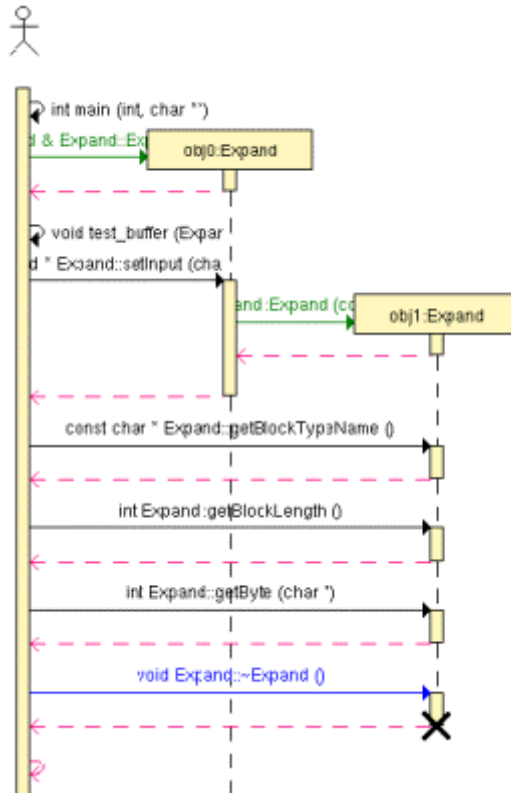 int main (int, char **)
d & Expand::Exp
obj0:Expand
void test_buffer (Expar
d * Expand::setInput (cha
and:Expand (co
obj1:Expand
const char * Expand::getBlockTypeName ()
int Expand::getBlockLength ()
int Expand::getByte (char *)
void Expand::~Expand ()